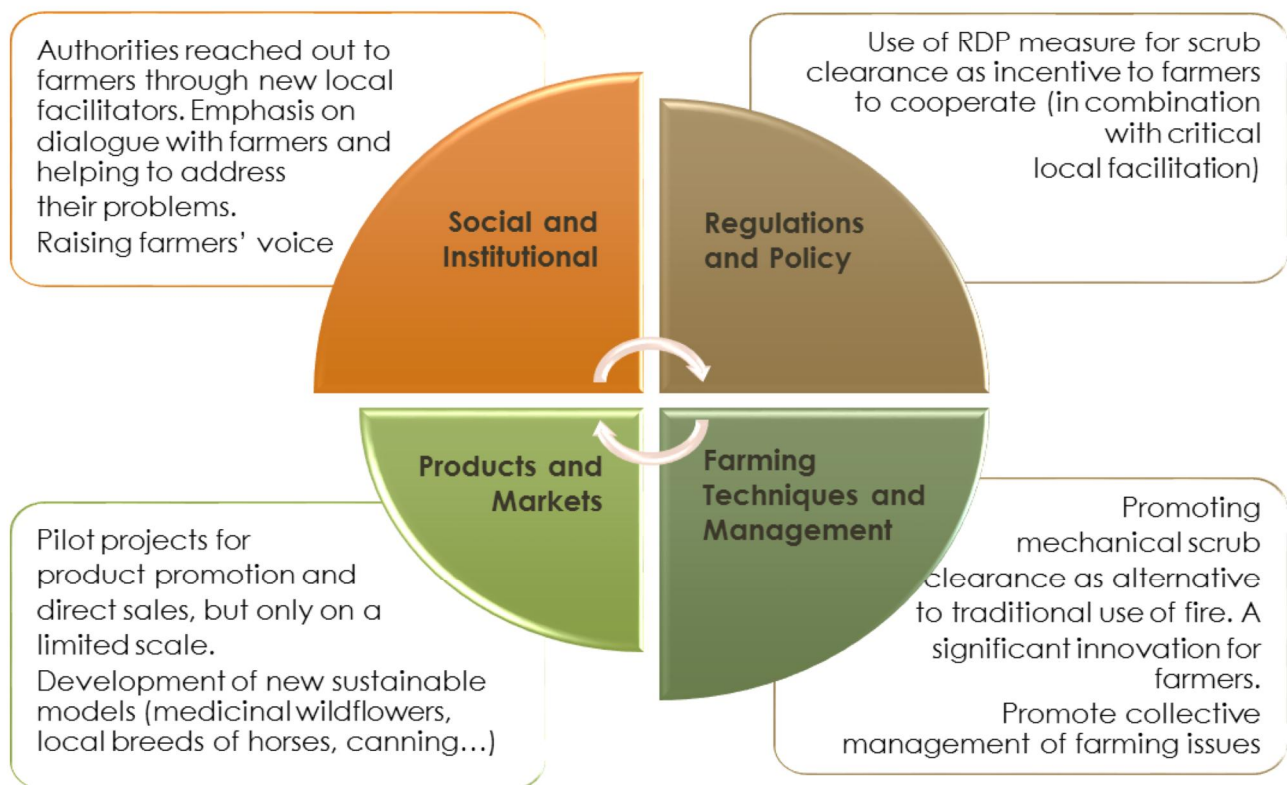 Authorities reached out to
farmers through new local
facilitators. Emphasis on
dialogue with farmers and
helping to address
their problems.
Raising farmers’ voice
Use of RDP measure for scrub
clearance as incentive to farmers
to cooperate (in combination
with critical
local facilitation)
Social and
Institutional
Regulations
and Policy
Products and
Markets
Farming
Techniques and
Management
Pilot projects for
product promotion and
direct sales, but only on a
limited scale.
Development of new sustainable
models (medicinal wildflowers,
local breeds of horses, canning…)
Promoting
mechanical scrub
clearance as alternative
to traditional use of fire. A
significant innovation for
farmers.
Promote collective
management of farming issues